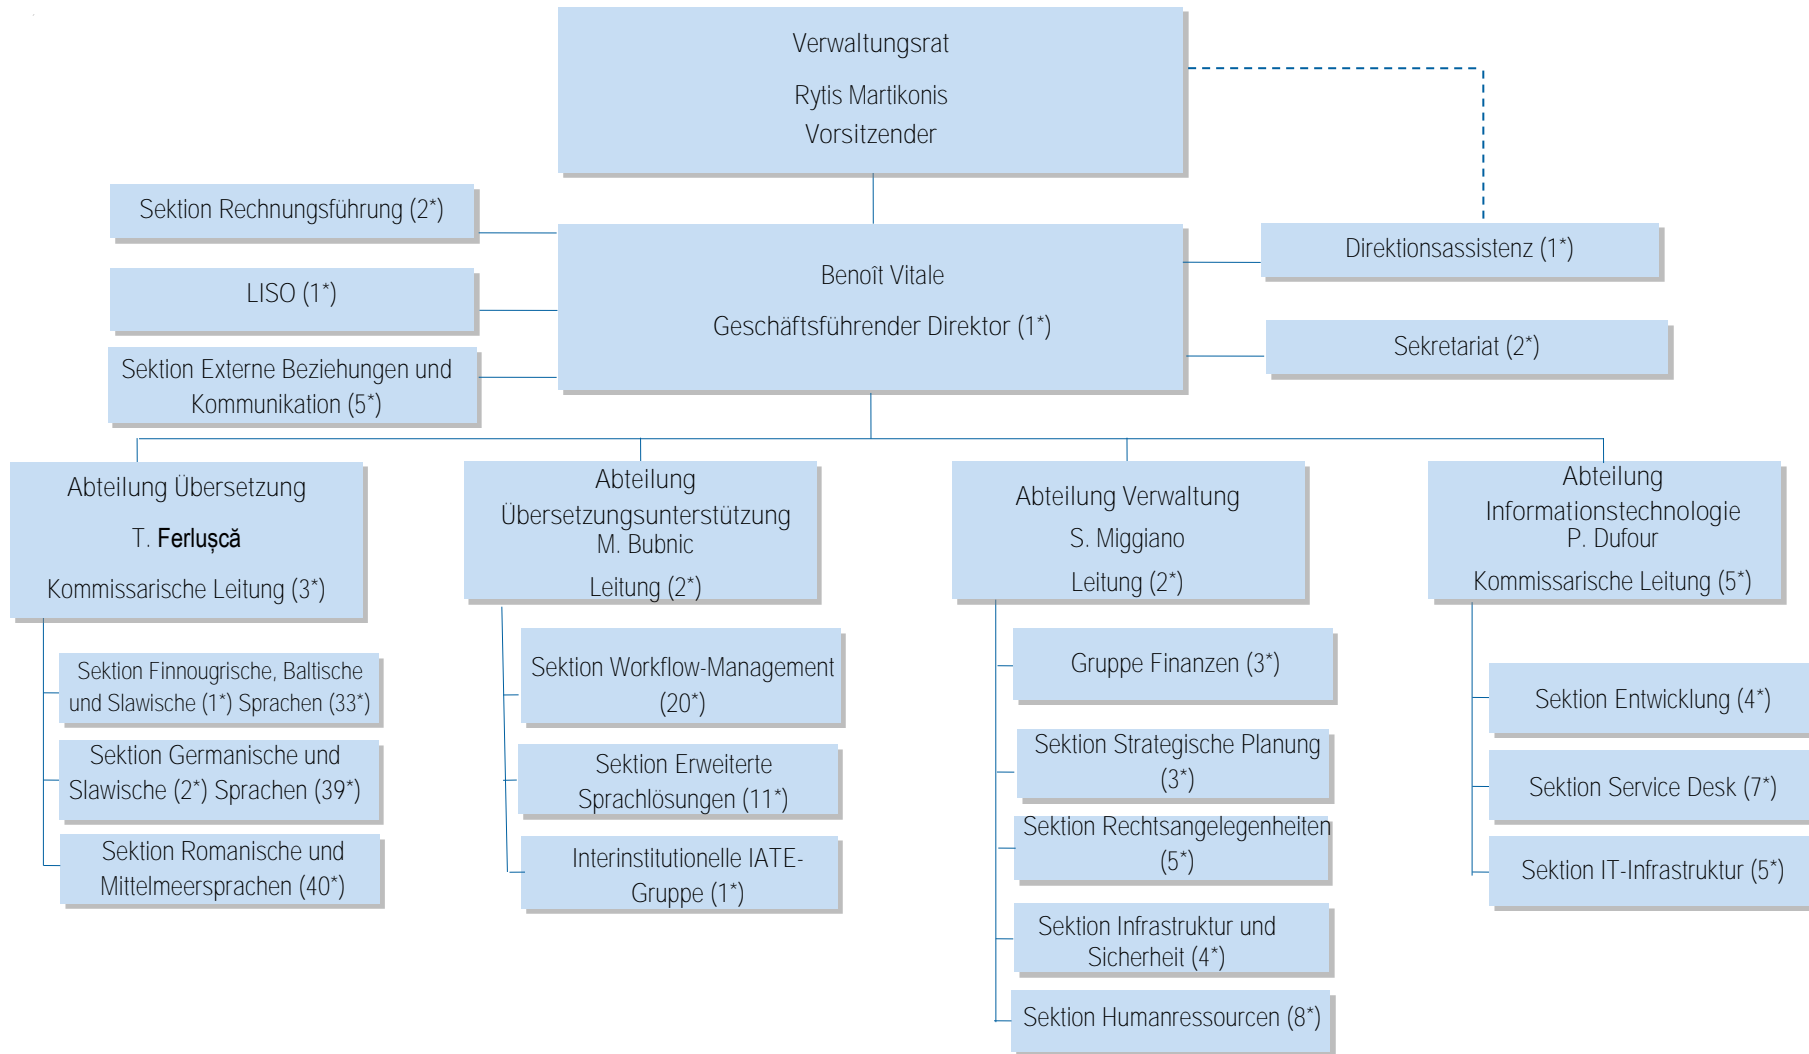 Verwaltungsrat
Rytis Martikonis
Vorsitzender
Sektion Rechnungsführung (2*)
LISO (1*)
Sektion Externe Beziehungen und
Kommunikation (5*)
Benoît Vitale
Geschäftsführender Direktor (1*)
Direktionsassistenz (1*)
Sekretariat (2*)
Abteilung Übersetzung
T. Ferlușcă
Kommissarische Leitung (3*)
Sektion Finnougrische, Baltische
und Slawische (1*) Sprachen (33*)
Sektion Germanische und
Slawische (2*) Sprachen (39*)
Sektion Romanische und
Mittelmeersprachen (40*)
Abteilung
Übersetzungsunterstützung
M. Bubnic
Leitung (2*)
Sektion Workflow-Management
(20*)
Sektion Erweiterte
Sprachlösungen (11*)
Interinstitutionelle IATE-
Gruppe (1*)
Abteilung Verwaltung
S. Miggiano
Leitung (2*)
Gruppe Finanzen (3*)
Sektion Strategische Planung
(3*)
Sektion Rechtsangelegenheiten
(5*)
Sektion Infrastruktur und
Sicherheit (4*)
Sektion Humanressourcen (8*)
Abteilung
Informationstechnologie
P. Dufour
Kommissarische Leitung (5*)
Sektion Entwicklung (4*)
Sektion Service Desk (7*)
Sektion IT-Infrastruktur (5*)